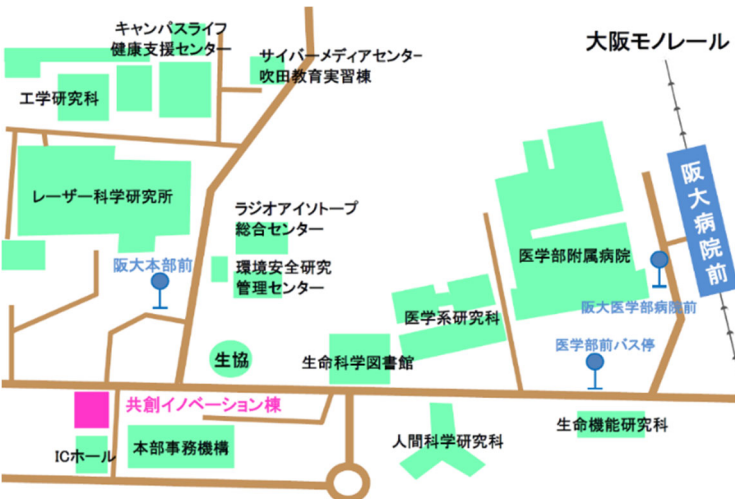 キャンパスライフ
健康支援センター
サイバーメディアセンター
吹田教育実習棟
大阪モノレール
工学研究科
阪大病院前
レーザー科学研究所
ラジオアイソトープ
総合センター
環境安全研究
管理センター
阪大本部前
医学部附属病院
阪大医学部病院前
医学系研究科
医学部前バス停
生協
生命科学図書館
共創イノベーション棟
生命機能研究科
人間科学研究科
本部事務機構
ICホール